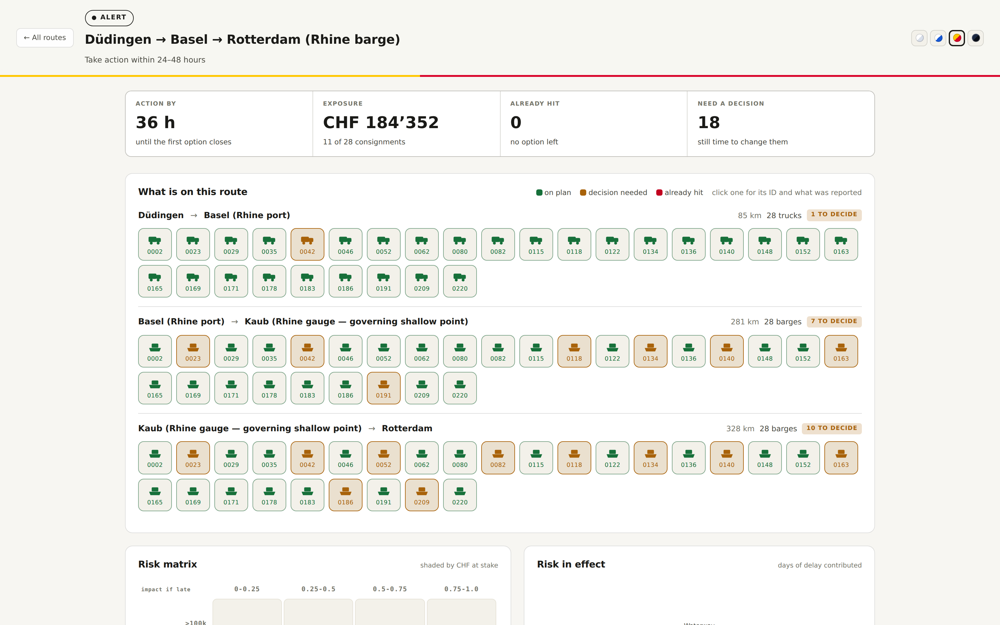 ALERT
← All routes
Düdingen → Basel → Rotterdam (Rhine barge)
Take action within 24–48 hours
ACTION BY
36 h
until the first option closes
EXPOSURE
CHF 184’352
11 of 28 consignments
ALREADY HIT
0
no option left
NEED A DECISION
18
still time to change them
What is on this route
on plan decision needed already hit click one for its ID and what was reported
Düdingen → Basel (Rhine port) 85 km 28 trucks 1 TO DECIDE
0002 0023 0029 0035 0042 0046 0052 0062 0080 0082 0115 0118 0122 0134 0136 0140 0148 0152 0163
0165 0169 0171 0178 0183 0186 0191 0209 0220
Basel (Rhine port) → Kaub (Rhine gauge — governing shallow point) 281 km 28 barges 7 TO DECIDE
0002 0023 0029 0035 0042 0046 0052 0062 0080 0082 0115 0118 0122 0134 0136 0140 0148 0152 0163
0165 0169 0171 0178 0183 0186 0191 0209 0220
Kaub (Rhine gauge — governing shallow point) → Rotterdam 328 km 28 barges 10 TO DECIDE
0002 0023 0029 0035 0042 0046 0052 0062 0080 0082 0115 0118 0122 0134 0136 0140 0148 0152 0163
0165 0169 0171 0178 0183 0186 0191 0209 0220
Risk matrix shaded by CHF at stake
impact if late 0-0.25 0.25-0.5 0.5-0.75 0.75-1.0
>100k
Risk in effect days of delay contributed